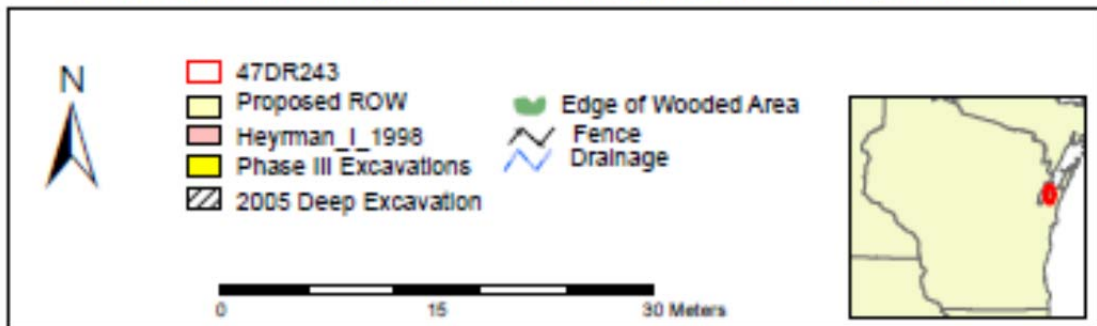 N
47DR243
Proposed ROW
Heyrman_I_1998
Phase III Excavations
2005 Deep Excavation
Edge of Wooded Area
Fence
Drainage
0 15 30 Meters